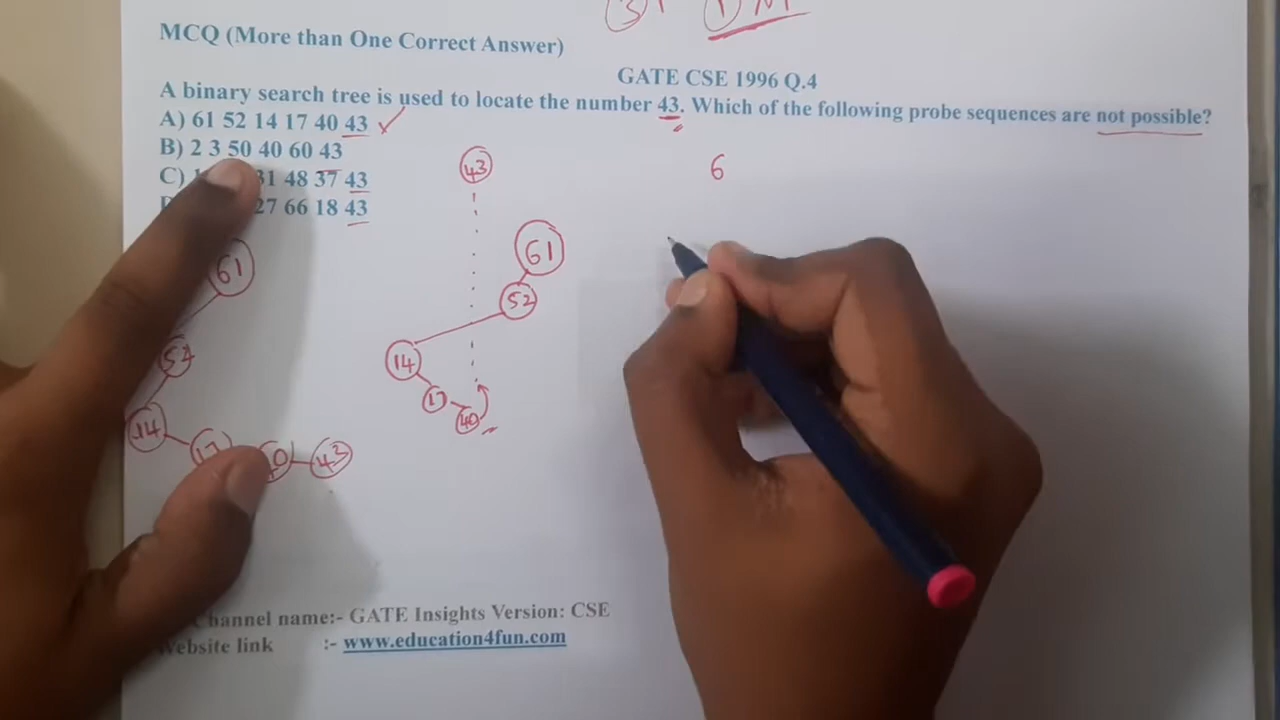 MCQ (More than One Correct Answer)
GATE CSE 1996 Q.4
A binary search tree is used to locate the number 43. Which of the following probe sequences are not possible?
A) 61 52 14 17 40 43
B) 2 3 50 40 60 43
C) 31 48 37 43
27 66 18 43
43
6
61
52
14
17
40
61
52
14
17
43
Channel name:- GATE Insights Version: CSE
Website link :- www.education4fun.com